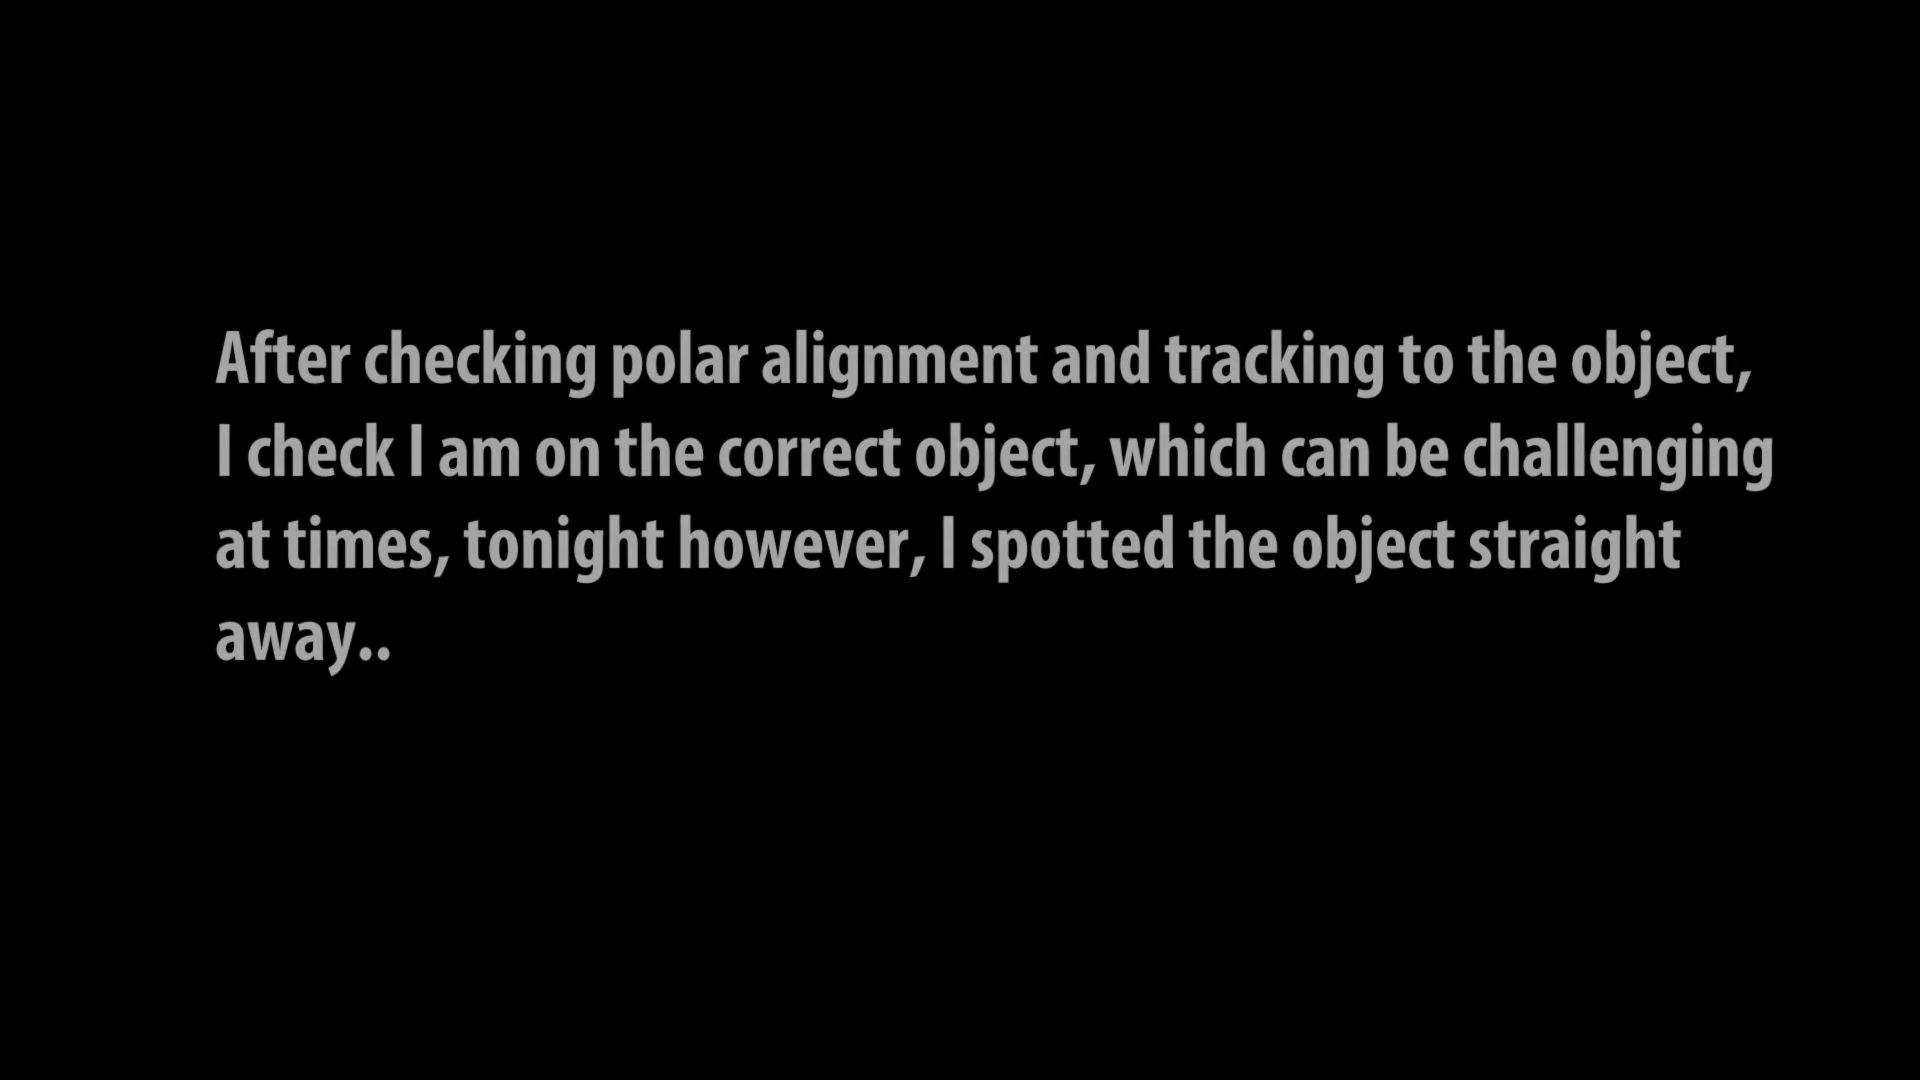 After checking polar alignment and tracking to the object,
I check I am on the correct object, which can be challenging
at times, tonight however, I spotted the object straight
away..